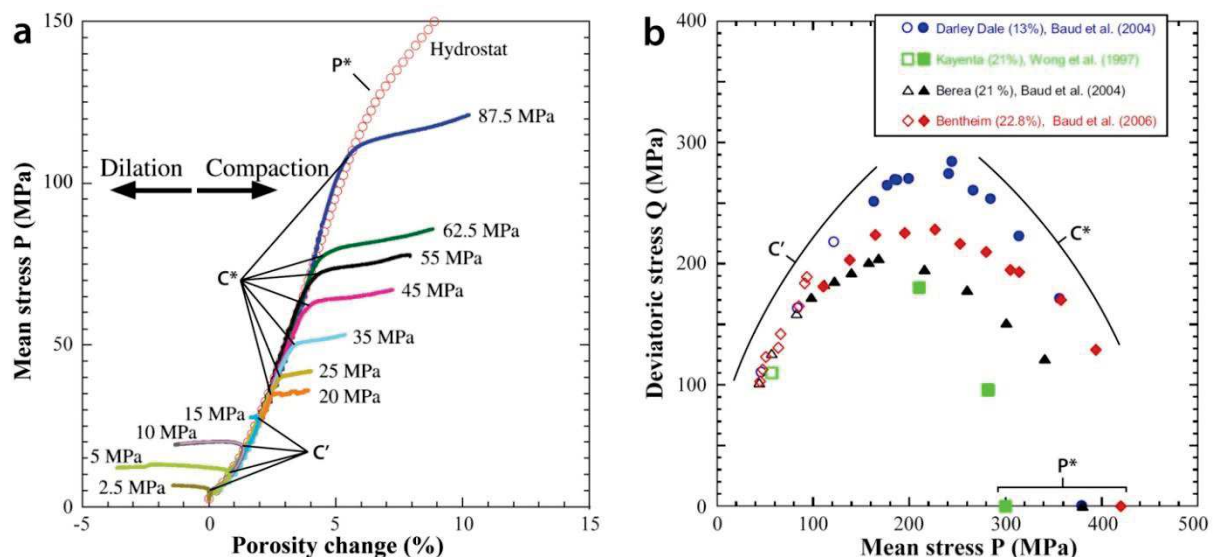 a
150
100
50
0
Mean stress P (MPa)
P*
Hydrostat
87.5 MPa
Dilation
Compaction
62.5 MPa
C*
55 MPa
45 MPa
35 MPa
25 MPa
20 MPa
15 MPa
10 MPa
5 MPa
2.5 MPa
C′
-5 0 5 10 15
Porosity change (%)
b
400
300
200
100
0
Deviatoric stress Q (MPa)
Darley Dale (13%), Baud et al. (2004)
Kayenta (21%), Wong et al. (1997)
Berea (21 %), Baud et al. (2004)
Bentheim (22.8%), Baud et al. (2006)
C′
C*
P*
0 100 200 300 400 500
Mean stress P (MPa)